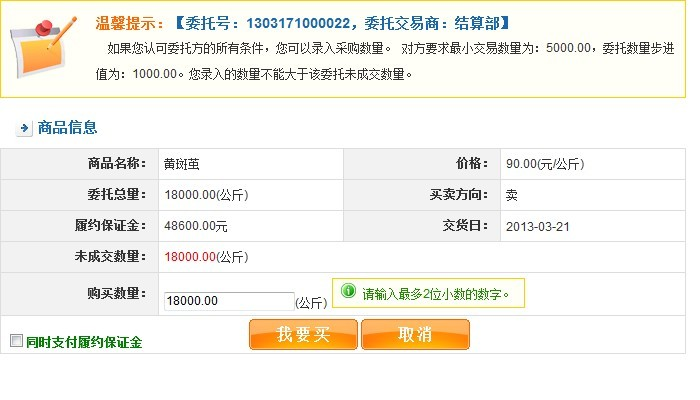 温馨提示：【委托号：1303171000022，委托交易商：结算部】
如果您认可委托方的所有条件，您可以录入采购数量。 对方要求最小交易数量为：5000.00，委托数量步进
值为：1000.00。您录入的数量不能大于该委托未成交数量。
商品信息
商品名称： 黄斑茧 价格： 90.00(元/公斤)
委托总量： 18000.00(公斤) 买卖方向： 卖
履约保证金： 48600.00元 交货日： 2013-03-21
未成交数量： 18000.00(公斤)
购买数量： 18000.00 (公斤) 请输入最多2位小数的数字。
同时支付履约保证金 我要买 取消